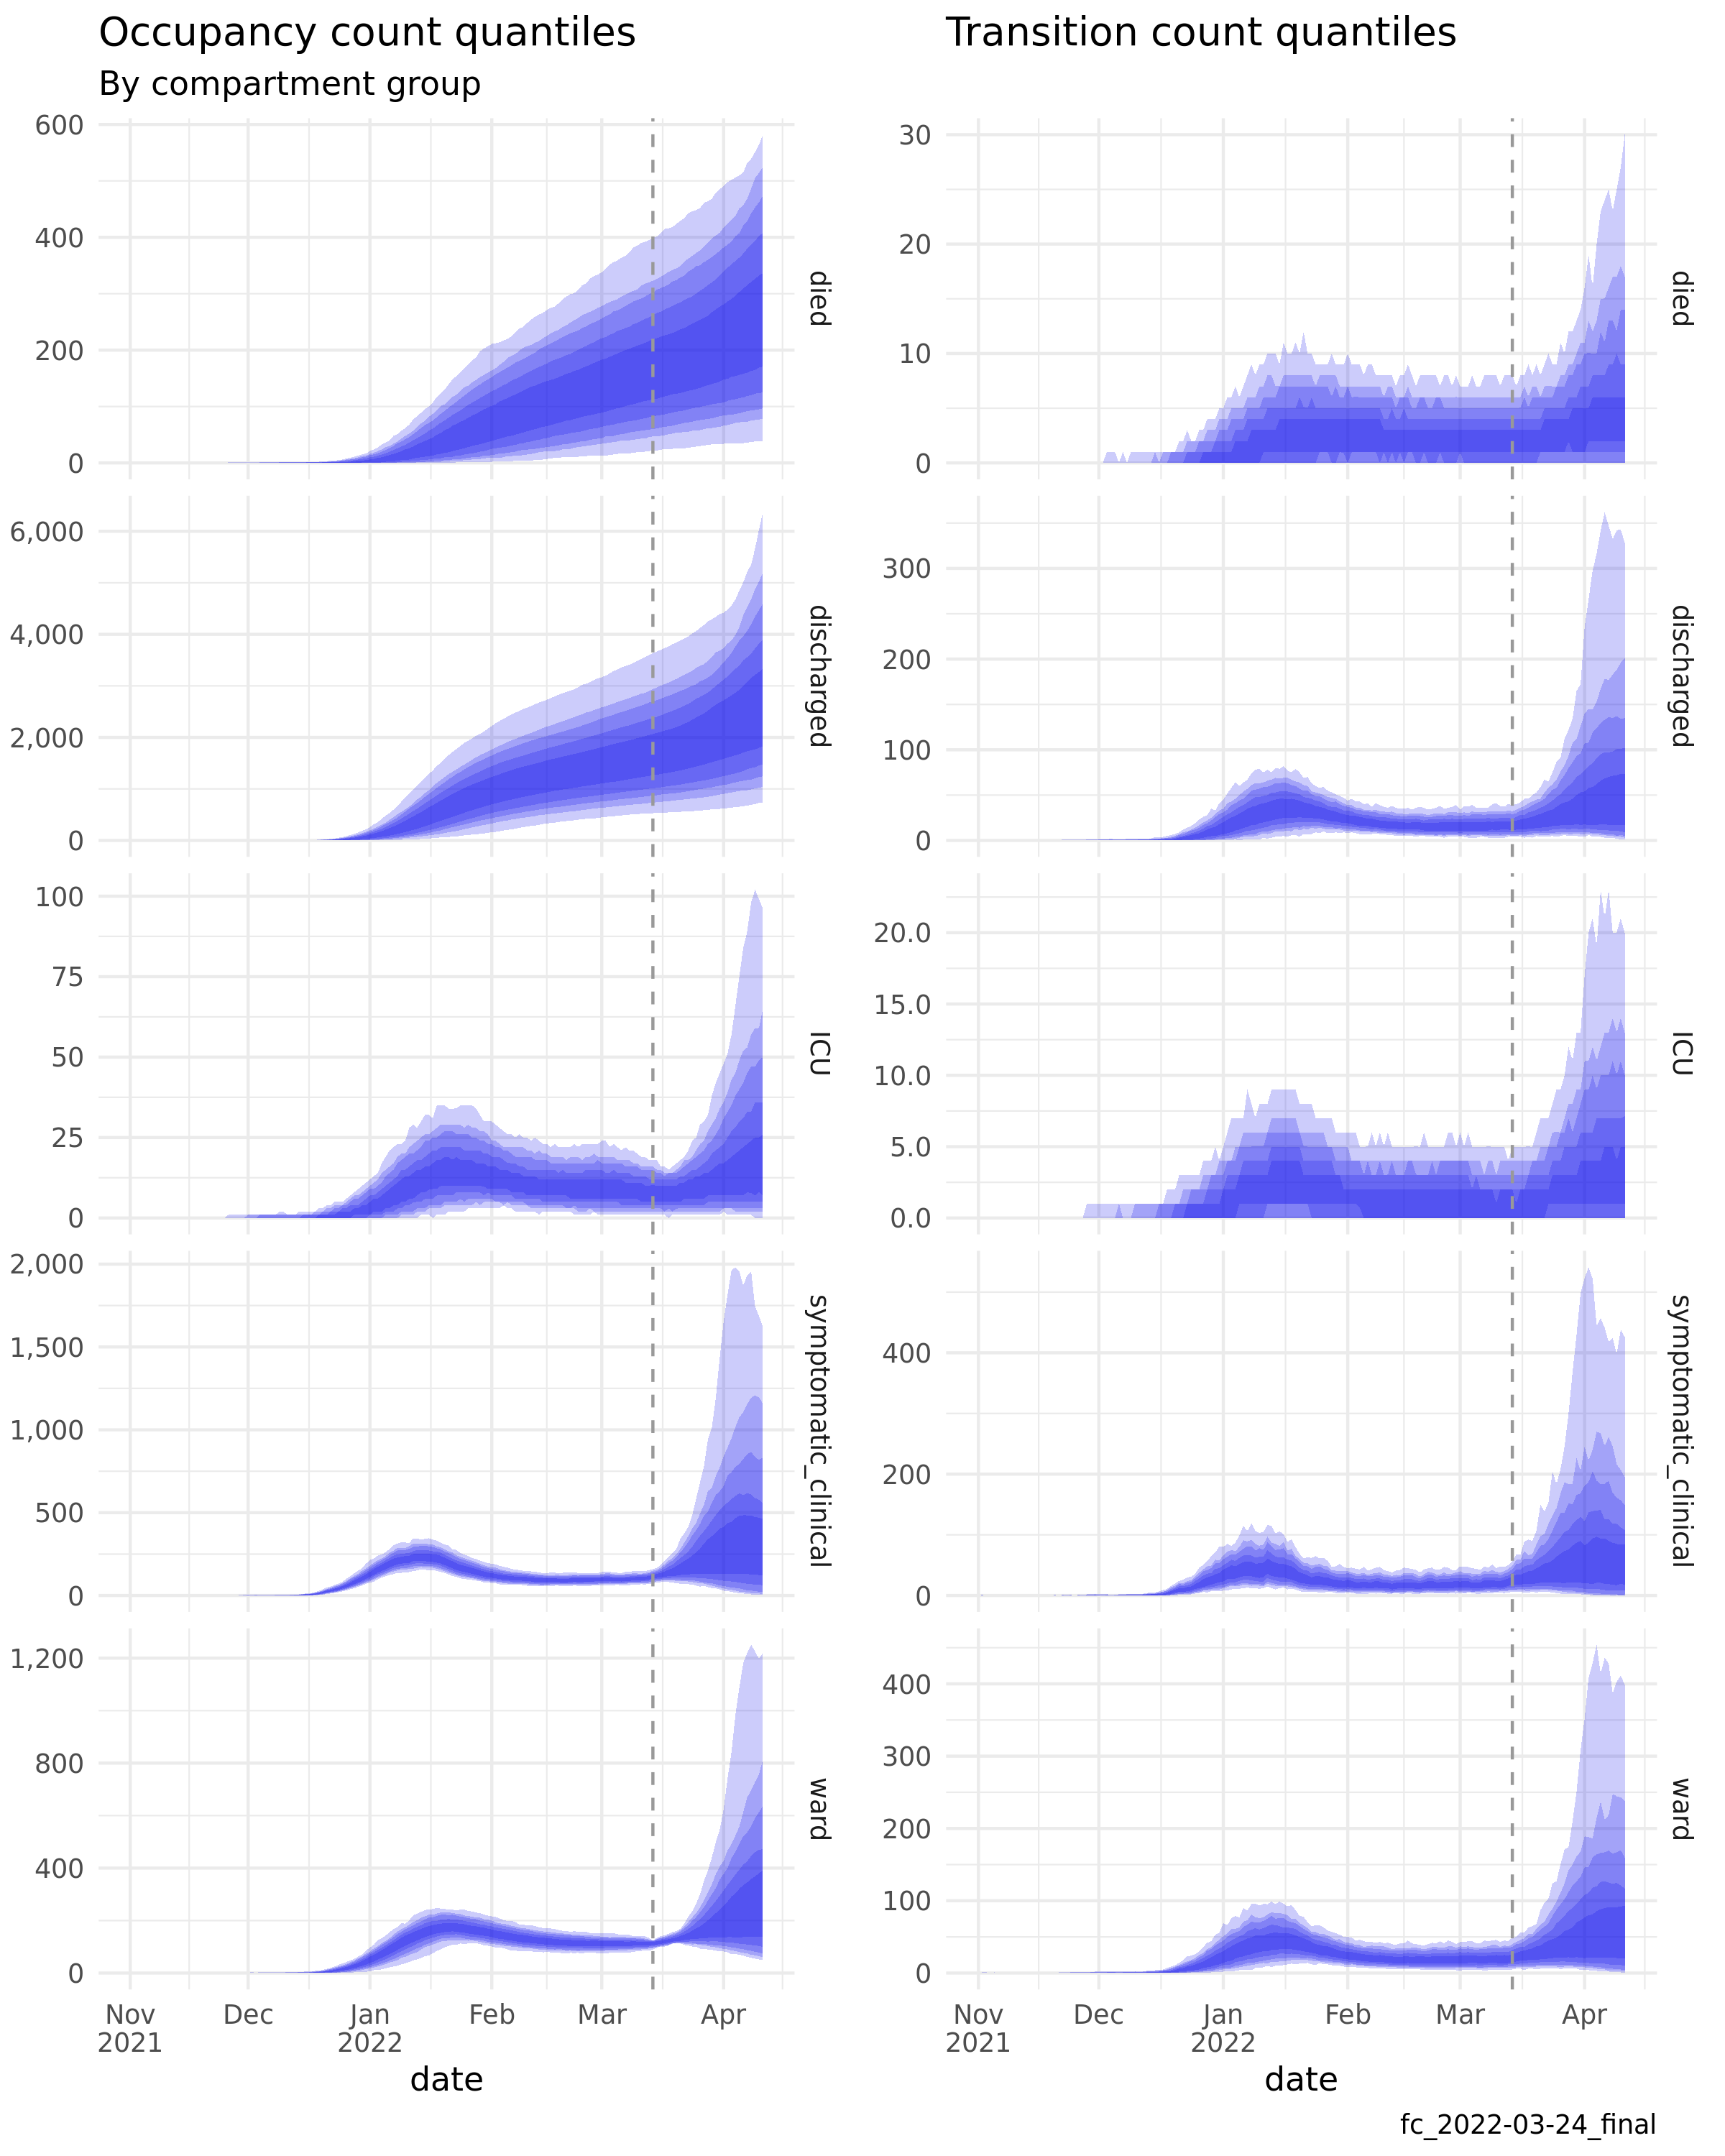 Occupancy count quantiles
By compartment group
600
400
200
0
died
6,000
4,000
2,000
0
discharged
100
75
50
25
0
ICU
2,000
1,500
1,000
500
0
symptomatic_clinical
1,200
800
400
0
ward
Nov
2021
Dec
Jan
2022
Feb
Mar
Apr
date
Transition count quantiles
30
20
10
0
died
300
200
100
0
discharged
20.0
15.0
10.0
5.0
0.0
ICU
400
200
0
symptomatic_clinical
400
300
200
100
0
ward
Nov
2021
Dec
Jan
2022
Feb
Mar
Apr
date
fc_2022-03-24_final